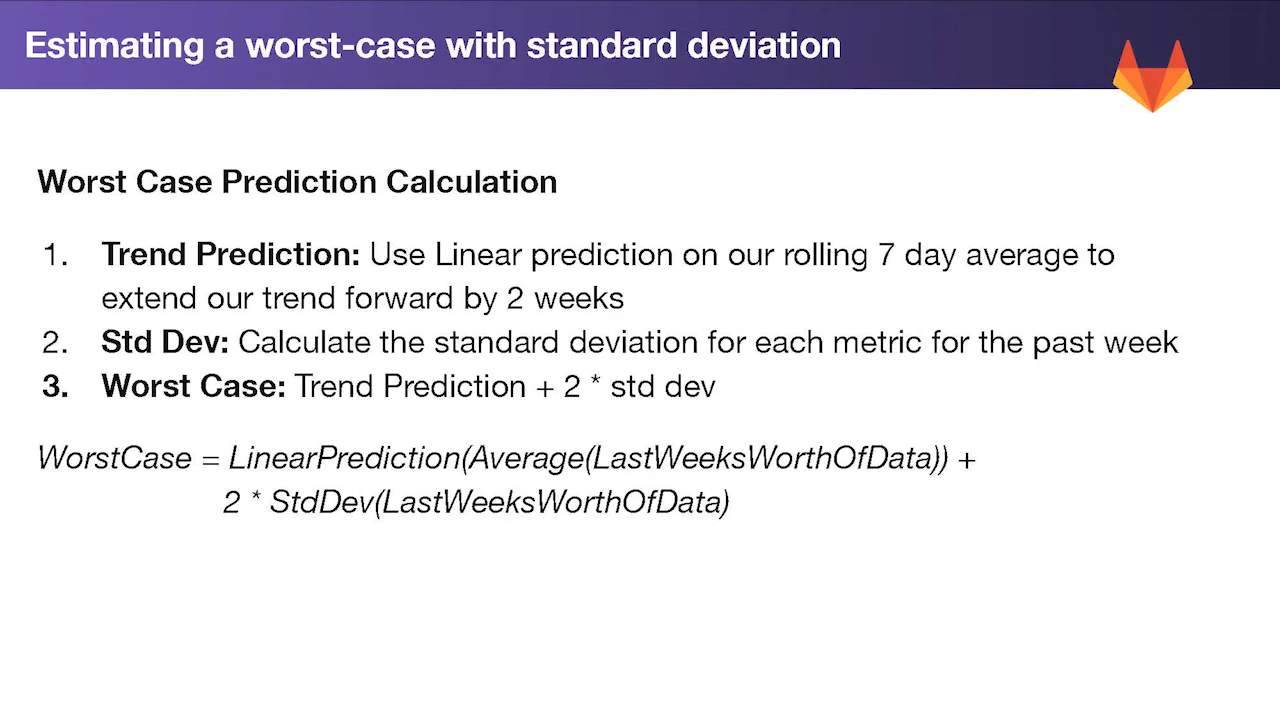 Estimating a worst-case with standard deviation
Worst Case Prediction Calculation
1. Trend Prediction: Use Linear prediction on our rolling 7 day average to
extend our trend forward by 2 weeks
2. Std Dev: Calculate the standard deviation for each metric for the past week
3. Worst Case: Trend Prediction + 2 * std dev
WorstCase = LinearPrediction(Average(LastWeeksWorthOfData)) +
2 * StdDev(LastWeeksWorthOfData)